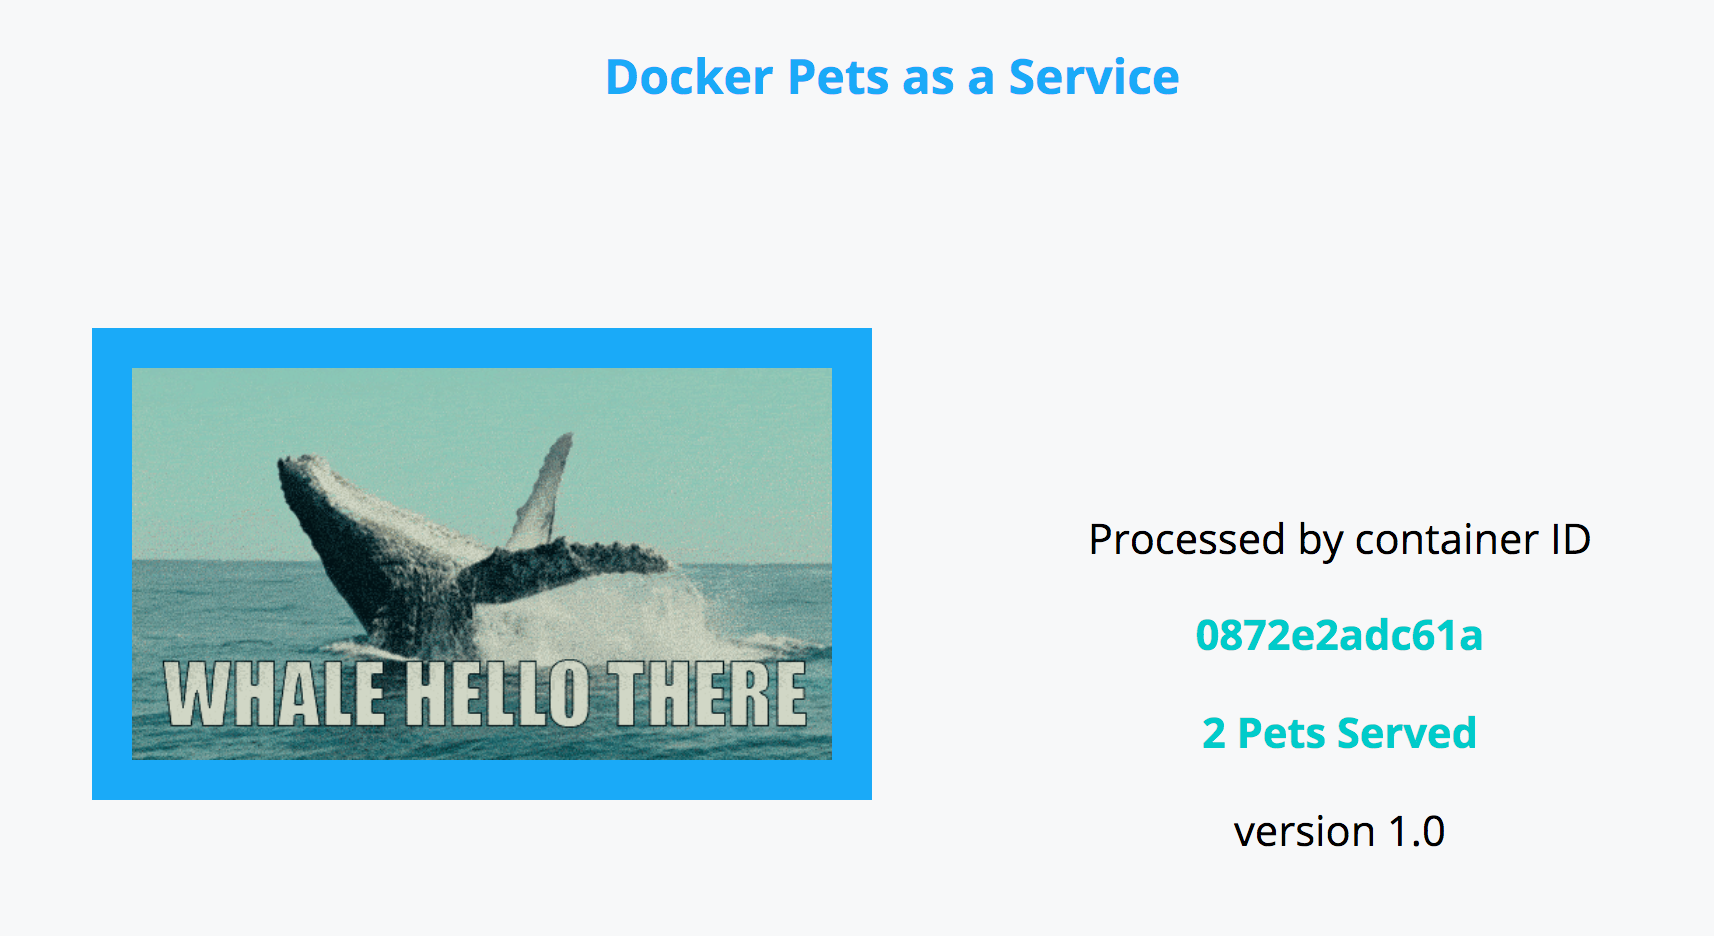 Docker Pets as a Service
WHALE HELLO THERE
Processed by container ID
0872e2adc61a
2 Pets Served
version 1.0